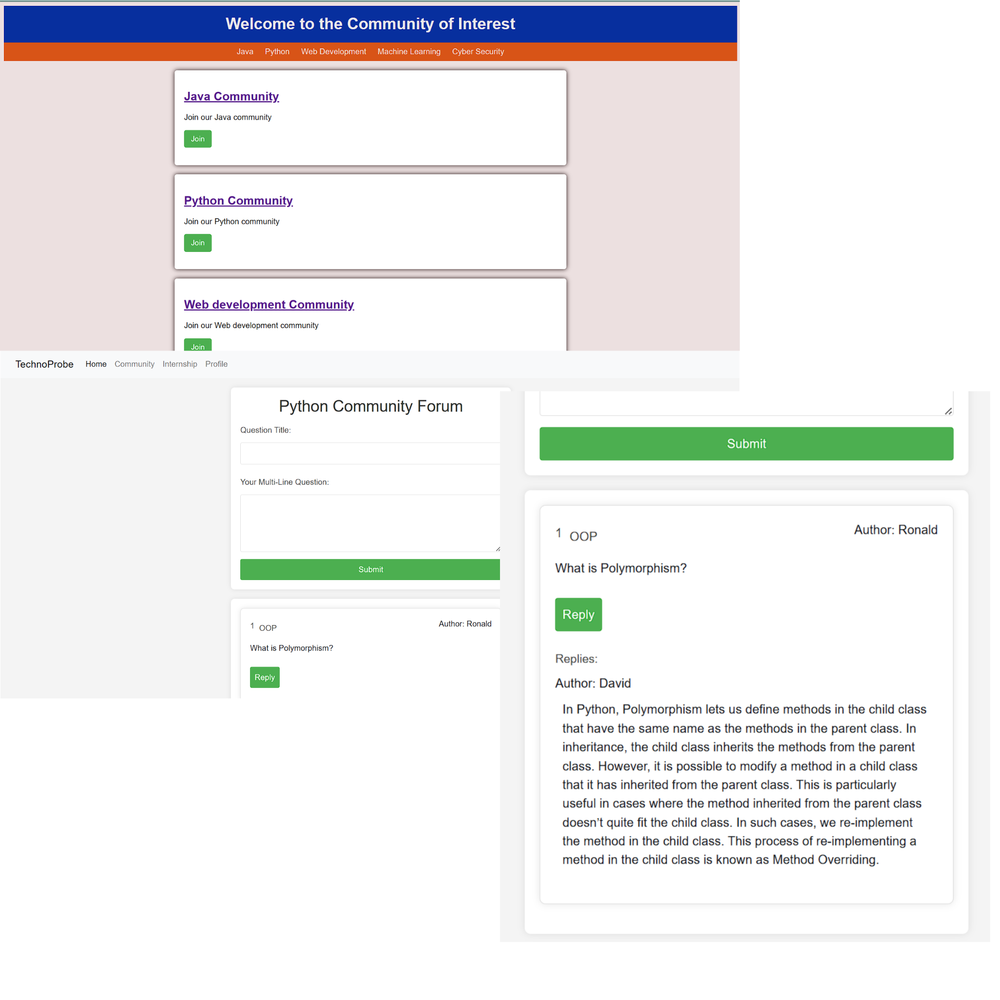 Welcome to the Community of Interest
Java Python Web Development Machine Learning Cyber Security
Java Community
Join our Java community
Join
Python Community
Join our Python community
Join
Web development Community
Join our Web development community
Join
TechnoProbe Home Community Internship Profile
Python Community Forum
Question Title:
Your Multi-Line Question:
Submit
1 OOP Author: Ronald
What is Polymorphism?
Reply
Submit
1 OOP Author: Ronald
What is Polymorphism?
Reply
Replies:
Author: David
In Python, Polymorphism lets us define methods in the child class
that have the same name as the methods in the parent class. In
inheritance, the child class inherits the methods from the parent
class. However, it is possible to modify a method in a child class
that it has inherited from the parent class. This is particularly
useful in cases where the method inherited from the parent class
doesn’t quite fit the child class. In such cases, we re-implement
the method in the child class. This process of re-implementing a
method in the child class is known as Method Overriding.